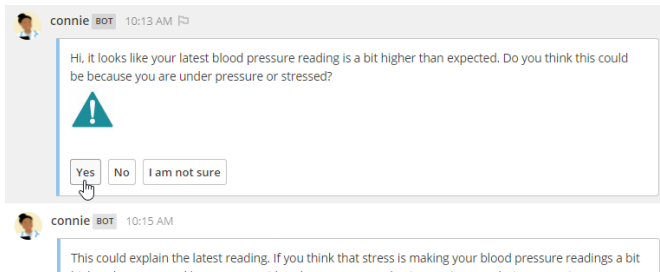 connie BOT 10:13 AM
Hi, it looks like your latest blood pressure reading is a bit higher than expected. Do you think this could
be because you are under pressure or stressed?
Yes No I am not sure
connie BOT 10:15 AM
This could explain the latest reading. If you think that stress is making your blood pressure readings a bit